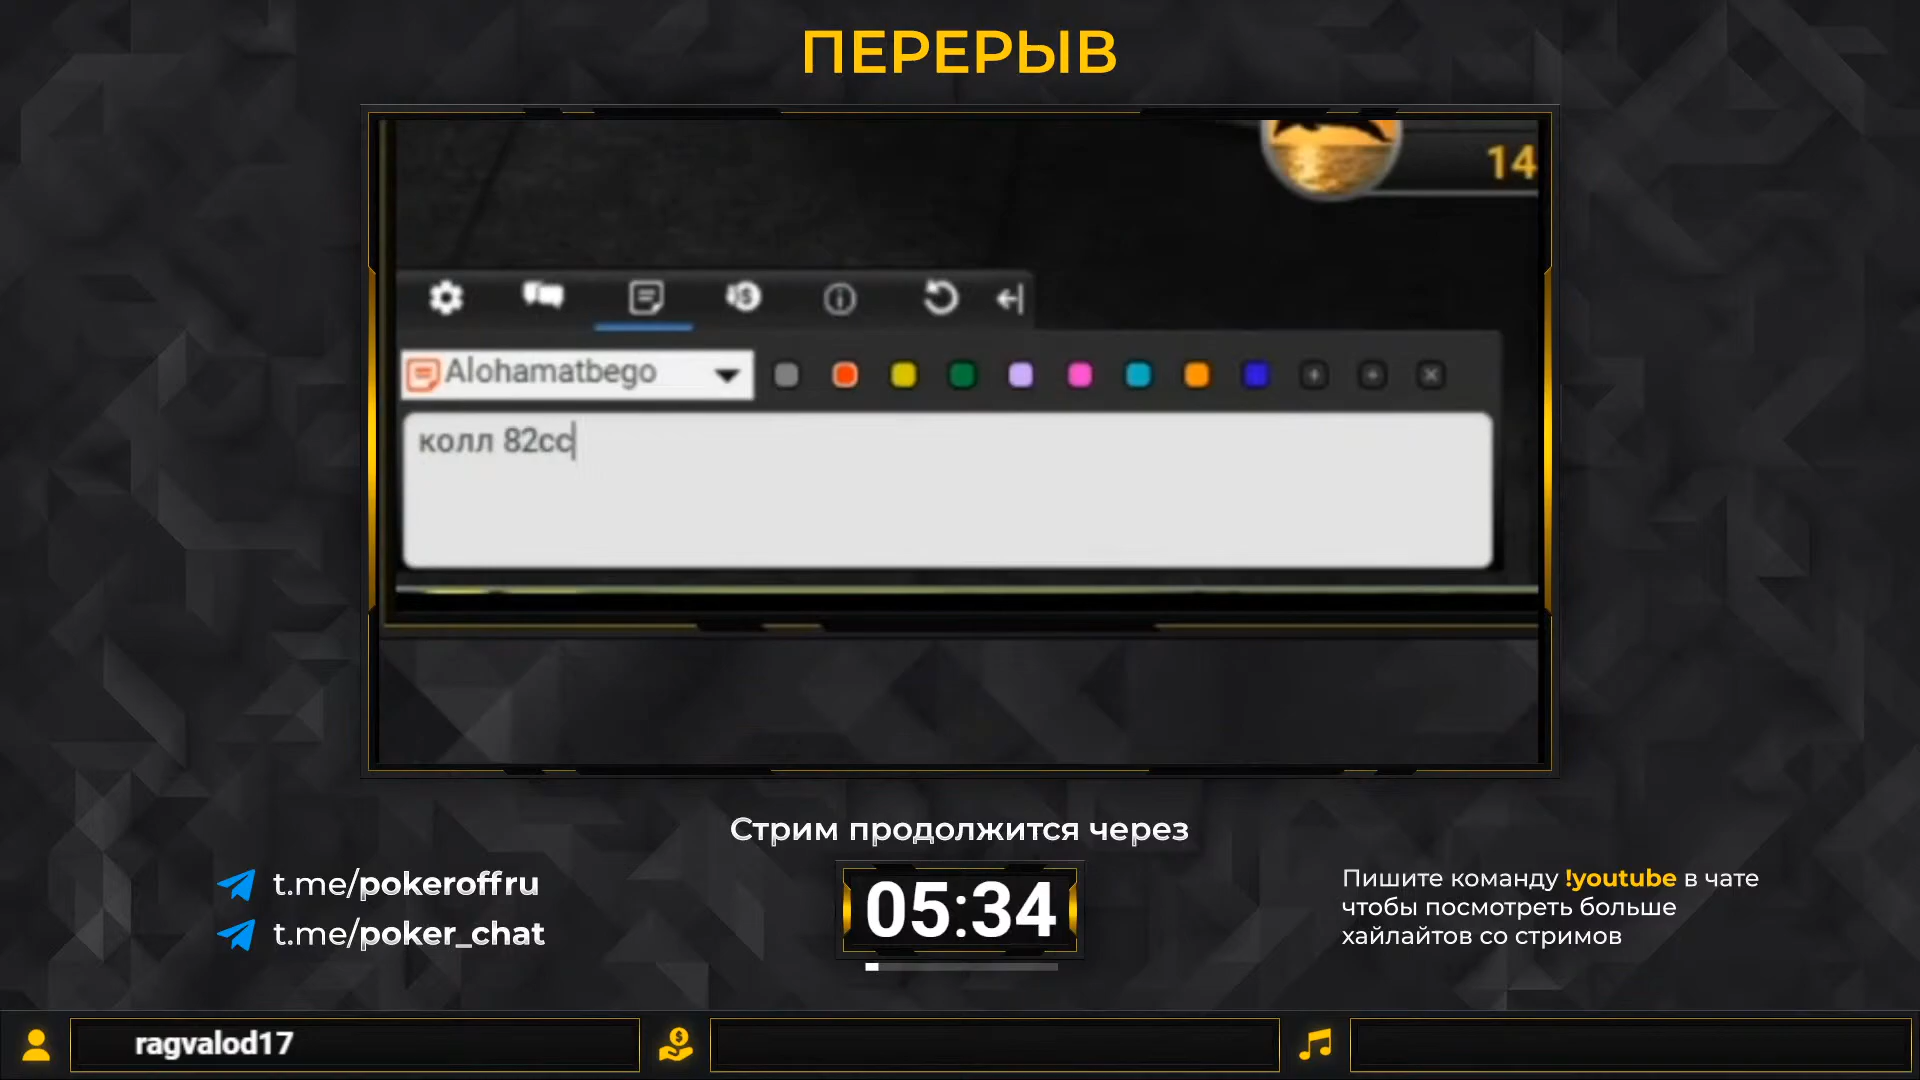 ПЕРЕРЫВ
14
Alohamatbego
колл 82cc
Стрим продолжится через
05:34
t.me/pokeroffru
t.me/poker_chat
Пишите команду !youtube в чате
чтобы посмотреть больше
хайлайтов со стримов
ragvalod17